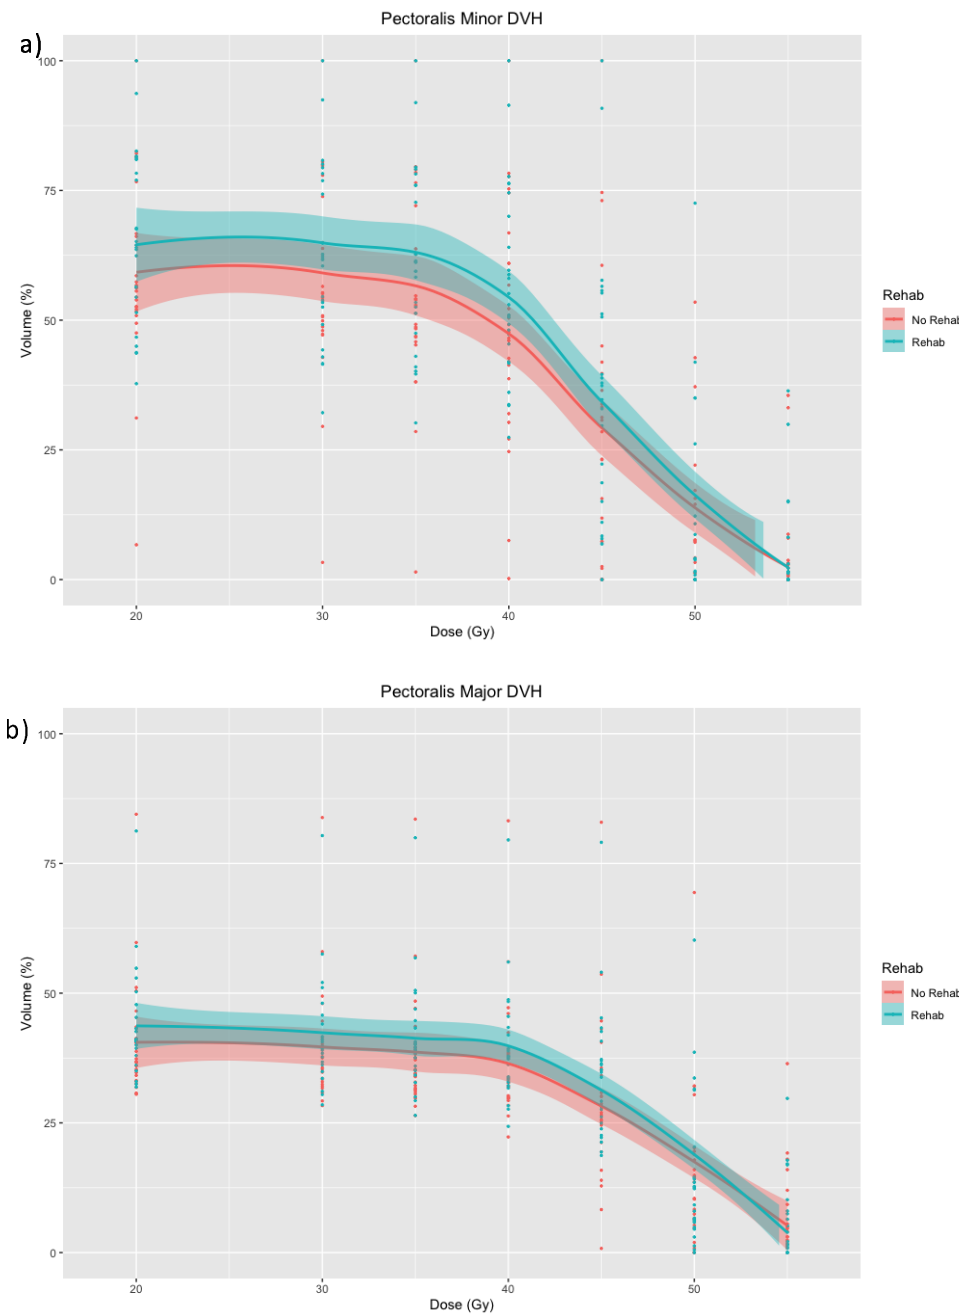 Pectoralis Minor DVH
a)
100
75
50
25
0
Volume (%)
20 30 40 50
Dose (Gy)
Rehab
No Rehab
Rehab
Pectoralis Major DVH
b)
100
75
50
25
0
Volume (%)
20 30 40 50
Dose (Gy)
Rehab
No Rehab
Rehab